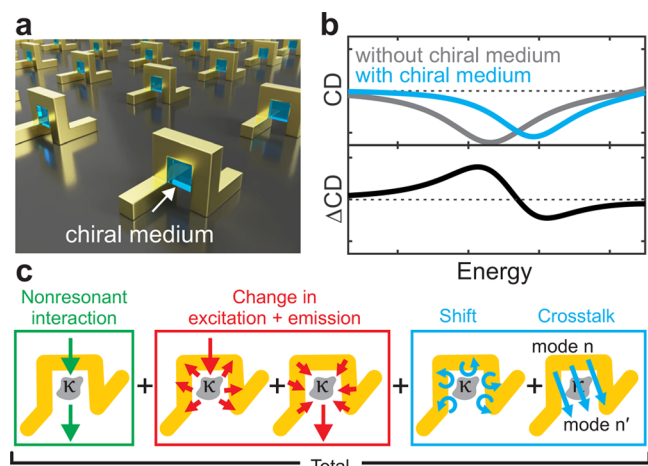 a
chiral medium
b
CD
without chiral medium
with chiral medium
ΔCD
Energy
c
Nonresonant
interaction
Change in
excitation + emission
Shift
Crosstalk
κ
+
κ
+
κ
+
κ
+
mode n
κ
mode n′
Total